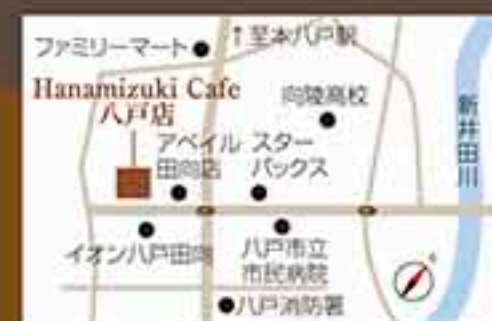 ファミリーマート
↑至本八戸駅
Hanamizuki Cafe
八戸店
向陵高校
新井田川
アベイル
田向店
スター
バックス
イオン八戸田向
八戸市立
市民病院
八戸消防署